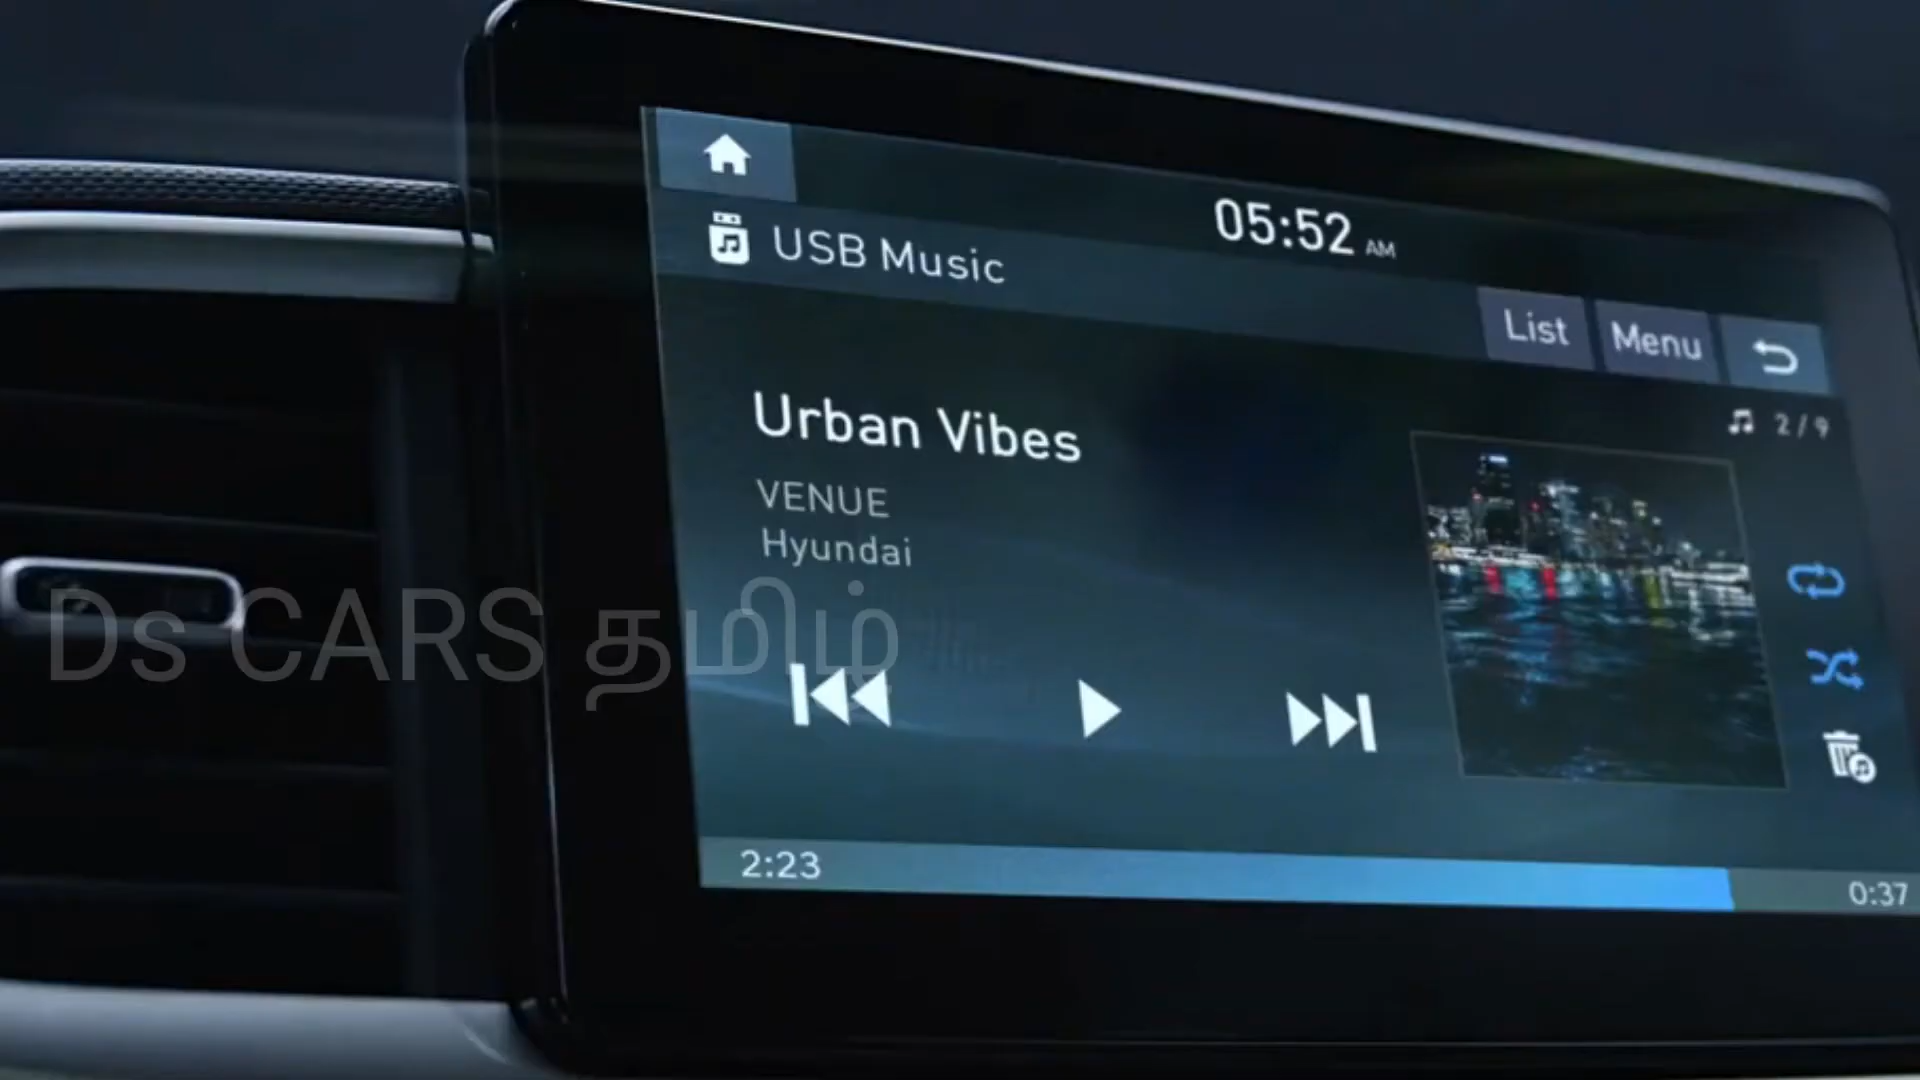 05:52 AM
USB Music
List Menu
2 / 9
Urban Vibes
VENUE
Hyundai
Ds CARS தமிழ்
2:23
0:37